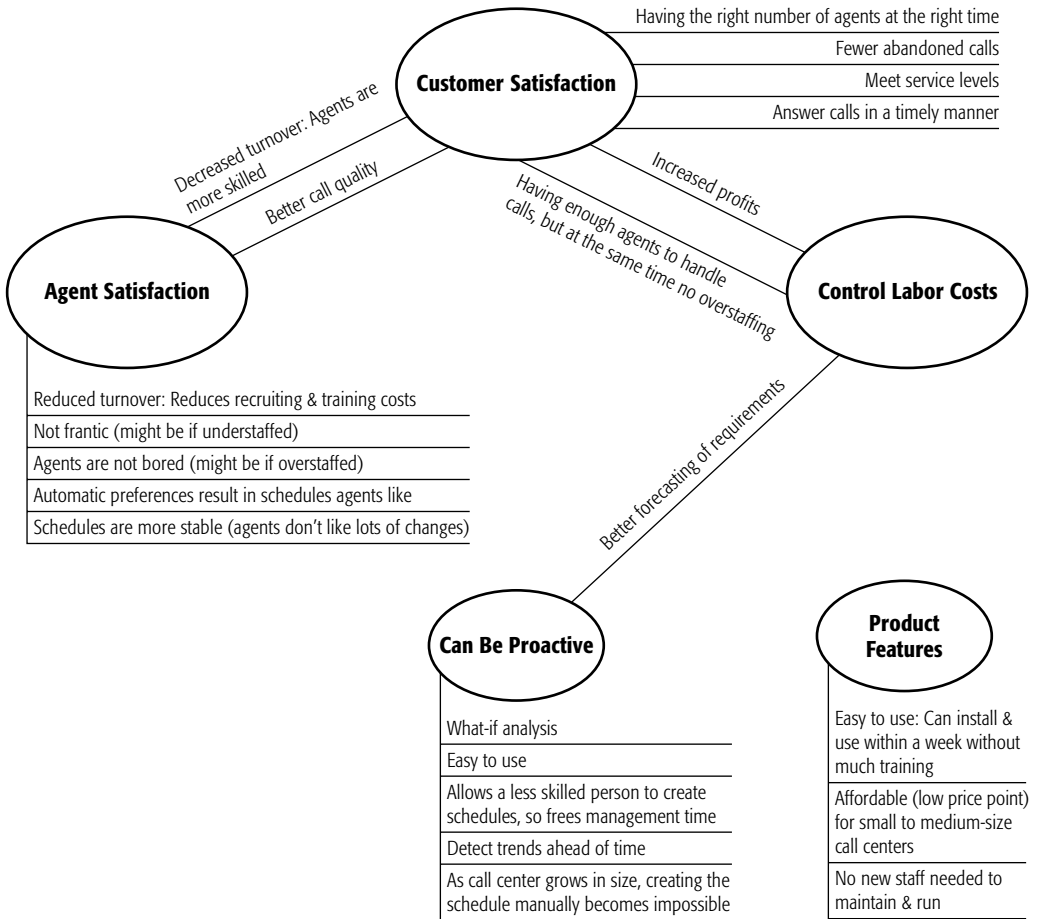 Having the right number of agents at the right time
Fewer abandoned calls
Customer Satisfaction
Meet service levels
Answer calls in a timely manner
Decreased turnover: Agents are
more skilled
Better call quality
Increased profits
Having enough agents to handle
calls, but at the same time no overstaffing
Agent Satisfaction
Control Labor Costs
Reduced turnover: Reduces recruiting & training costs
Not frantic (might be if understaffed)
Agents are not bored (might be if overstaffed)
Automatic preferences result in schedules agents like
Schedules are more stable (agents don't like lots of changes)
Better forecasting of requirements
Can Be Proactive
What-if analysis
Easy to use
Allows a less skilled person to create
schedules, so frees management time
Detect trends ahead of time
As call center grows in size, creating the
schedule manually becomes impossible
Product
Features
Easy to use: Can install &
use within a week without
much training
Affordable (low price point)
for small to medium-size
call centers
No new staff needed to
maintain & run